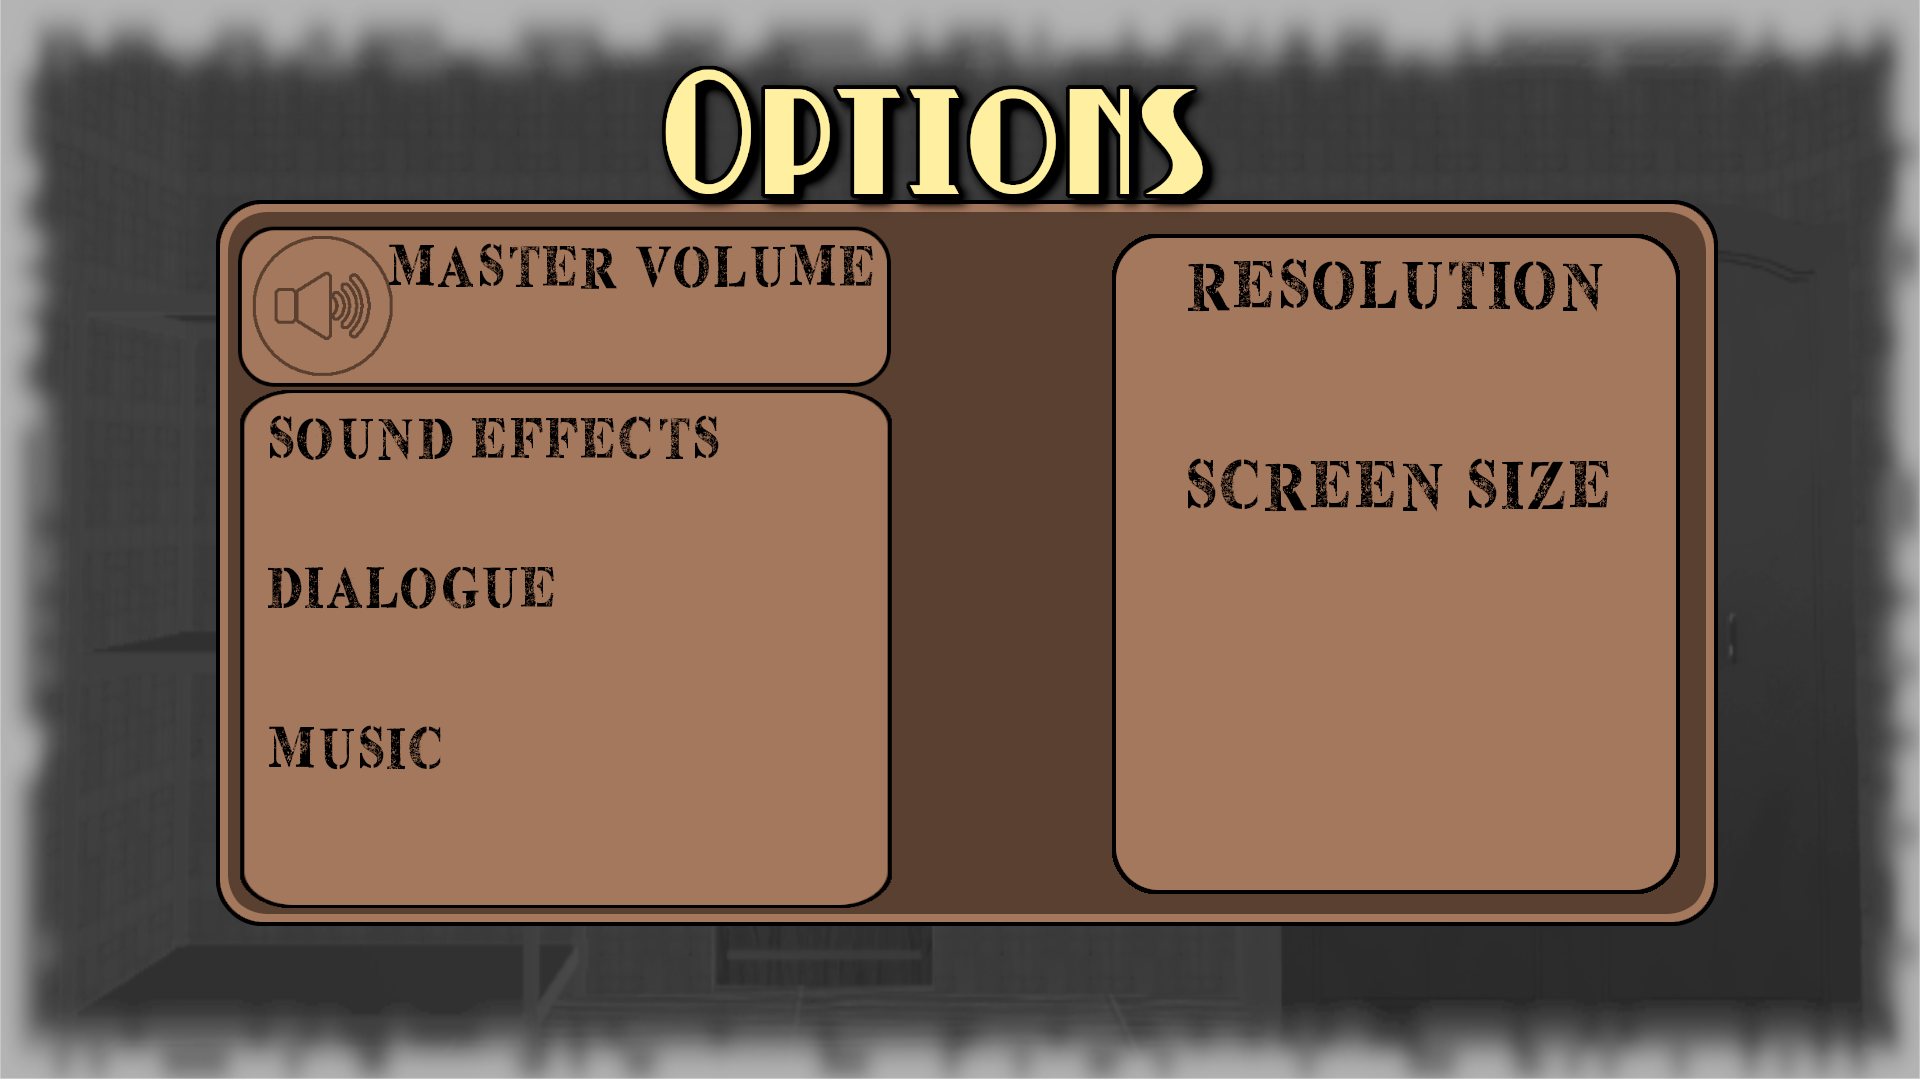 Options
MASTER VOLUME
SOUND EFFECTS
DIALOGUE
MUSIC
RESOLUTION
SCREEN SIZE